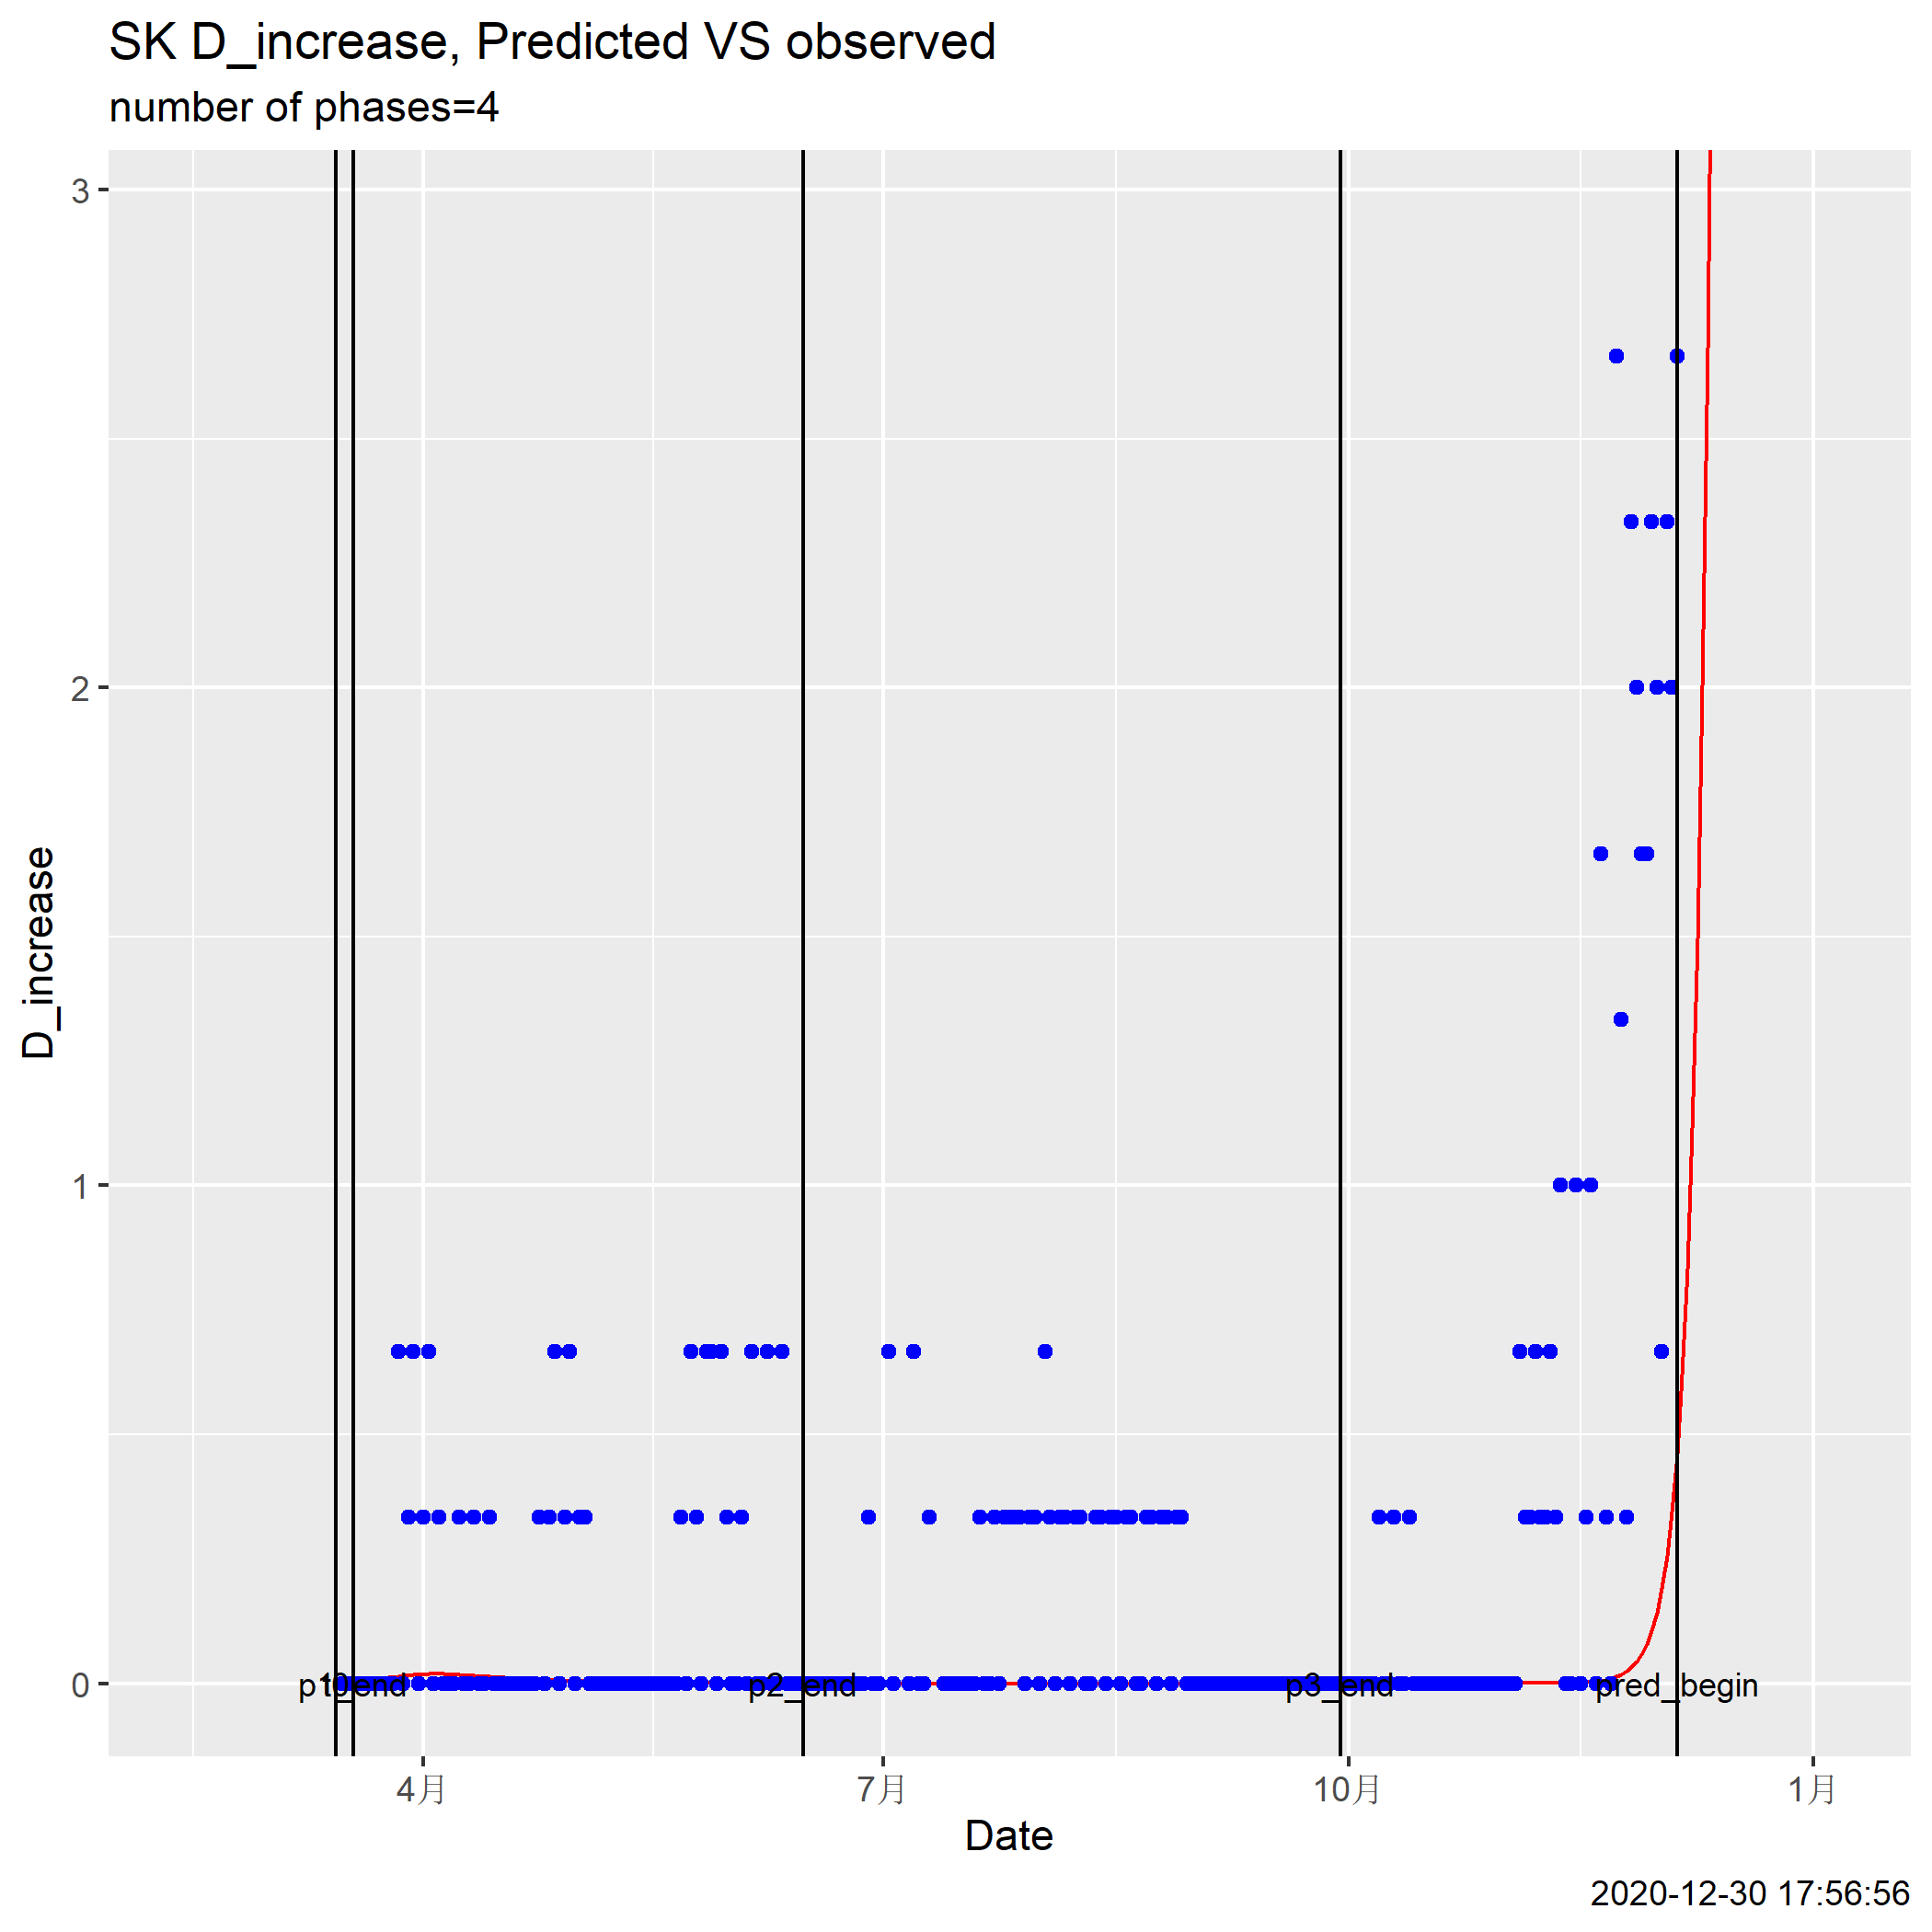 SK D_increase, Predicted VS observed
number of phases=4
3
2
1
0
D_increase
p2_end
p3_end
pred_begin
4月
7月
10月
1月
Date
2020-12-30 17:56:56